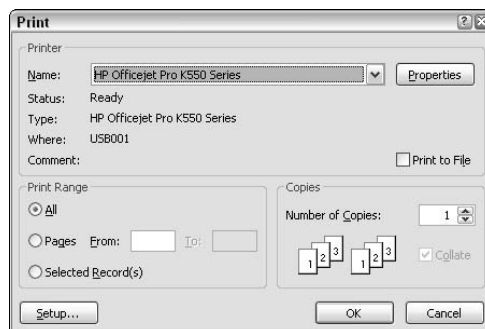 Print
Printer
Name: HP Officejet Pro K550 Series Properties
Status: Ready
Type: HP Officejet Pro K550 Series
Where: USB001
Comment: Print to File
Print Range
All
Pages From: To:
Selected Record(s)
Copies
Number of Copies: 1
1 2 3 1 2 3 Collate
Setup... OK Cancel